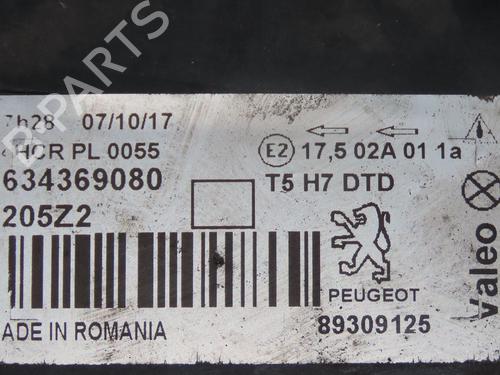 B-PARTS
7h28 07/10/17
HCR PL 0055
E2 17,5 02A 01 1a
634369080
T5 H7 DTD
205Z2
PEUGEOT
Valeo
ADE IN ROMANIA
89309125